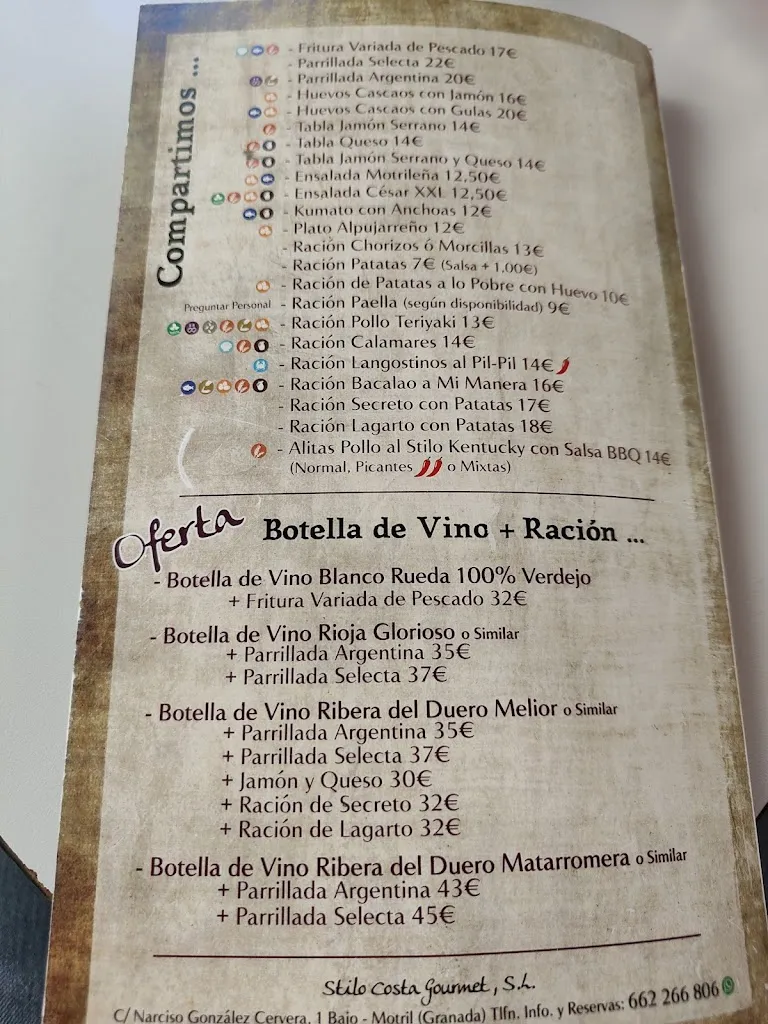 Compartimos ...
- Fritura Variada de Pescado 17€
- Parrillada Selecta 22€
- Parrillada Argentina 20€
- Huevos Cascaos con Jamón 16€
- Huevos Cascaos con Gulas 20€
- Tabla Jamón Serrano 14€
- Tabla Queso 14€
- Tabla Jamón Serrano y Queso 14€
- Ensalada Motrileña 12,50€
- Ensalada César XXL 12,50€
- Kumato con Anchoas 12€
- Plato Alpujarreño 12€
- Ración Chorizos ó Morcillas 13€
- Ración Patatas 7€ (Salsa + 1,00€)
- Ración de Patatas a lo Pobre con Huevo 10€
Preguntar Personal - Ración Paella (según disponibilidad) 9€
- Ración Pollo Teriyaki 13€
- Ración Calamares 14€
- Ración Langostinos al Pil-Pil 14€
- Ración Bacalao a Mi Manera 16€
- Ración Secreto con Patatas 17€
- Ración Lagarto con Patatas 18€
- Alitas Pollo al Stilo Kentucky con Salsa BBQ 14€
(Normal, Picantes o Mixtas)
Oferta Botella de Vino + Ración ...
- Botella de Vino Blanco Rueda 100% Verdejo
+ Fritura Variada de Pescado 32€
- Botella de Vino Rioja Glorioso o Similar
+ Parrillada Argentina 35€
+ Parrillada Selecta 37€
- Botella de Vino Ribera del Duero Melior o Similar
+ Parrillada Argentina 35€
+ Parrillada Selecta 37€
+ Jamón y Queso 30€
+ Ración de Secreto 32€
+ Ración de Lagarto 32€
- Botella de Vino Ribera del Duero Matarromera o Similar
+ Parrillada Argentina 43€
+ Parrillada Selecta 45€
Stilo Costa Gourmet, S.L.
C/ Narciso González Cervera, 1 Bajo - Motril (Granada) Tlfn. Info. y Reservas: 662 266 806